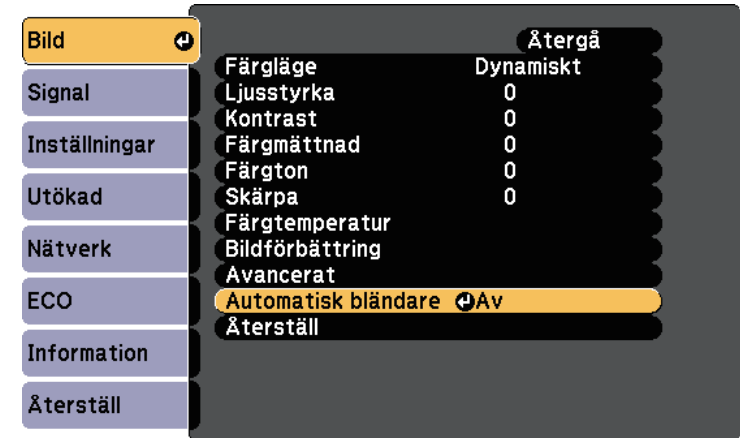 Bild
Signal
Inställningar
Utökad
Nätverk
ECO
Information
Återställ
Återgå
Färgläge Dynamiskt
Ljusstyrka 0
Kontrast 0
Färgmättnad 0
Färgton 0
Skärpa 0
Färgtemperatur
Bildförbättring
Avancerat
Automatisk bländare Av
Återställ